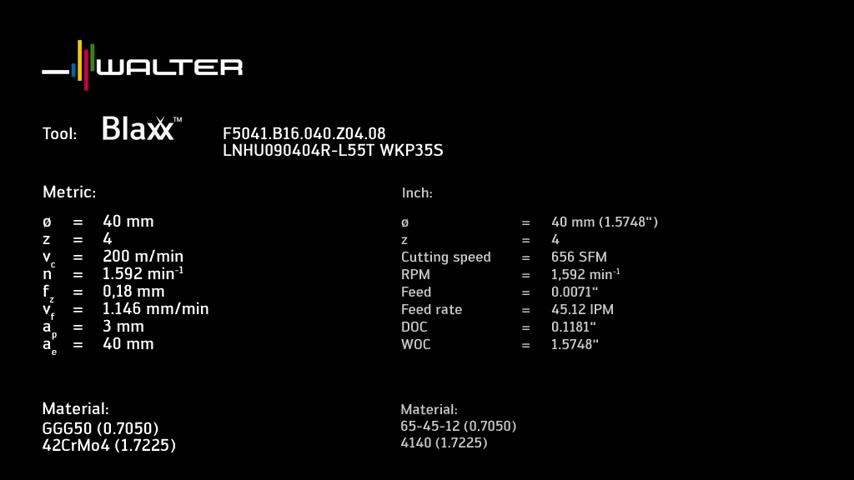 WALTER
Tool: Blaxx™ F5041.B16.040.Z04.08
LNHU090404R-L55T WKP35S
Metric:
ø = 40 mm
z = 4
vc = 200 m/min
n = 1.592 min-1
fz = 0,18 mm
vf = 1.146 mm/min
ap = 3 mm
ae = 40 mm
Inch:
ø = 40 mm (1.5748“)
z = 4
Cutting speed = 656 SFM
RPM = 1,592 min-1
Feed = 0.0071“
Feed rate = 45.12 IPM
DOC = 0.1181“
WOC = 1.5748“
Material:
GGG50 (0.7050)
42CrMo4 (1.7225)
Material:
65-45-12 (0.7050)
4140 (1.7225)